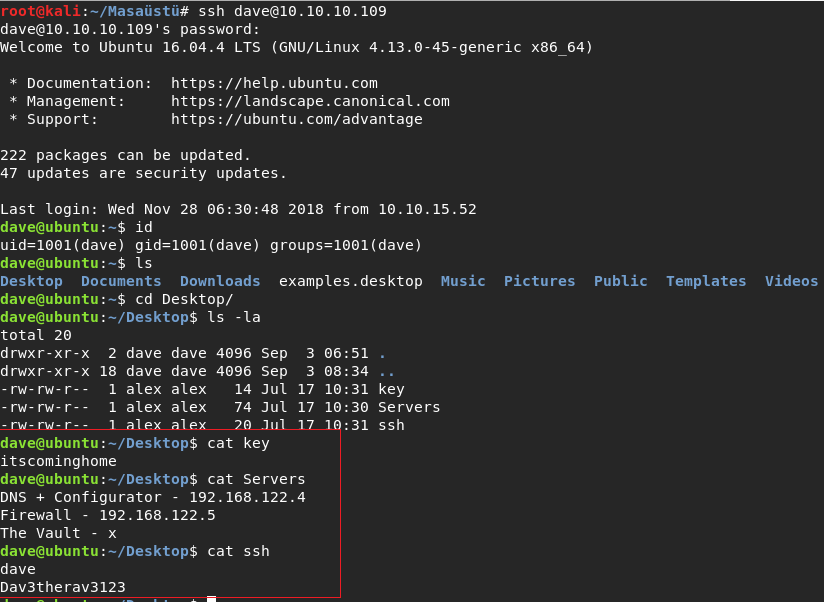 root@kali:~/Masaüstü# ssh dave@10.10.10.109
dave@10.10.10.109's password:
Welcome to Ubuntu 16.04.4 LTS (GNU/Linux 4.13.0-45-generic x86_64)
* Documentation:  https://help.ubuntu.com
* Management:     https://landscape.canonical.com
* Support:        https://ubuntu.com/advantage
222 packages can be updated.
47 updates are security updates.
Last login: Wed Nov 28 06:30:48 2018 from 10.10.15.52
dave@ubuntu:~$ id
uid=1001(dave) gid=1001(dave) groups=1001(dave)
dave@ubuntu:~$ ls
Desktop  Documents  Downloads  examples.desktop  Music  Pictures  Public  Templates  Videos
dave@ubuntu:~$ cd Desktop/
dave@ubuntu:~/Desktop$ ls -la
total 20
drwxr-xr-x  2 dave dave 4096 Sep  3 06:51 .
drwxr-xr-x 18 dave dave 4096 Sep  3 08:34 ..
-rw-rw-r--  1 alex alex   14 Jul 17 10:31 key
-rw-rw-r--  1 alex alex   74 Jul 17 10:30 Servers
-rw-rw-r--  1 alex alex   20 Jul 17 10:31 ssh
dave@ubuntu:~/Desktop$ cat key
itscominghome
dave@ubuntu:~/Desktop$ cat Servers
DNS + Configurator - 192.168.122.4
Firewall - 192.168.122.5
The Vault - x
dave@ubuntu:~/Desktop$ cat ssh
dave
Dav3therav3123
dave@ubuntu:~/Desktop$